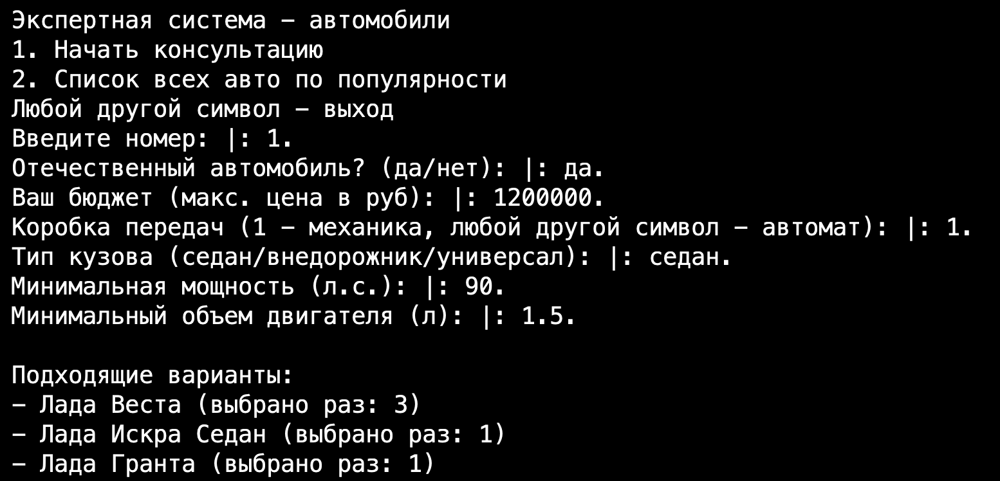 Экспертная система – автомобили
1. Начать консультацию
2. Список всех авто по популярности
Любой другой символ – выход
Введите номер: |: 1.
Отечественный автомобиль? (да/нет): |: да.
Ваш бюджет (макс. цена в руб): |: 1200000.
Коробка передач (1 – механика, любой другой символ – автомат): |: 1.
Тип кузова (седан/внедорожник/универсал): |: седан.
Минимальная мощность (л.с.): |: 90.
Минимальный объем двигателя (л): |: 1.5.
Подходящие варианты:
– Лада Веста (выбрано раз: 3)
– Лада Искра Седан (выбрано раз: 1)
– Лада Гранта (выбрано раз: 1)